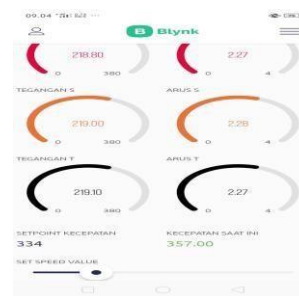 09.04
B Blynk
218.80
2.27
0 380
0 4
TEGANGAN S
ARUS S
219.00
2.28
0 380
0 4
TEGANGAN T
ARUS T
219.10
2.27
0 380
0 4
SETPOINT KECEPATAN
KECEPATAN SAAT INI
334
357.00
SET SPEED VALUE